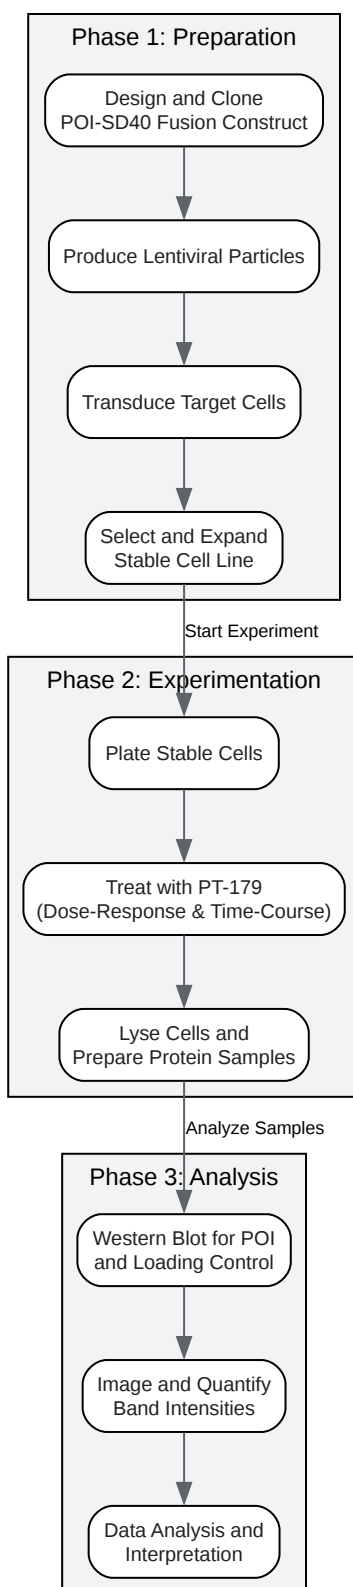 Phase 1: Preparation
Design and Clone
POI-SD40 Fusion Construct
Produce Lentiviral Particles
Transduce Target Cells
Select and Expand
Stable Cell Line
Start Experiment
Phase 2: Experimentation
Plate Stable Cells
Treat with PT-179
(Dose-Response & Time-Course)
Lyse Cells and
Prepare Protein Samples
Analyze Samples
Phase 3: Analysis
Western Blot for POI
and Loading Control
Image and Quantify
Band Intensities
Data Analysis and
Interpretation